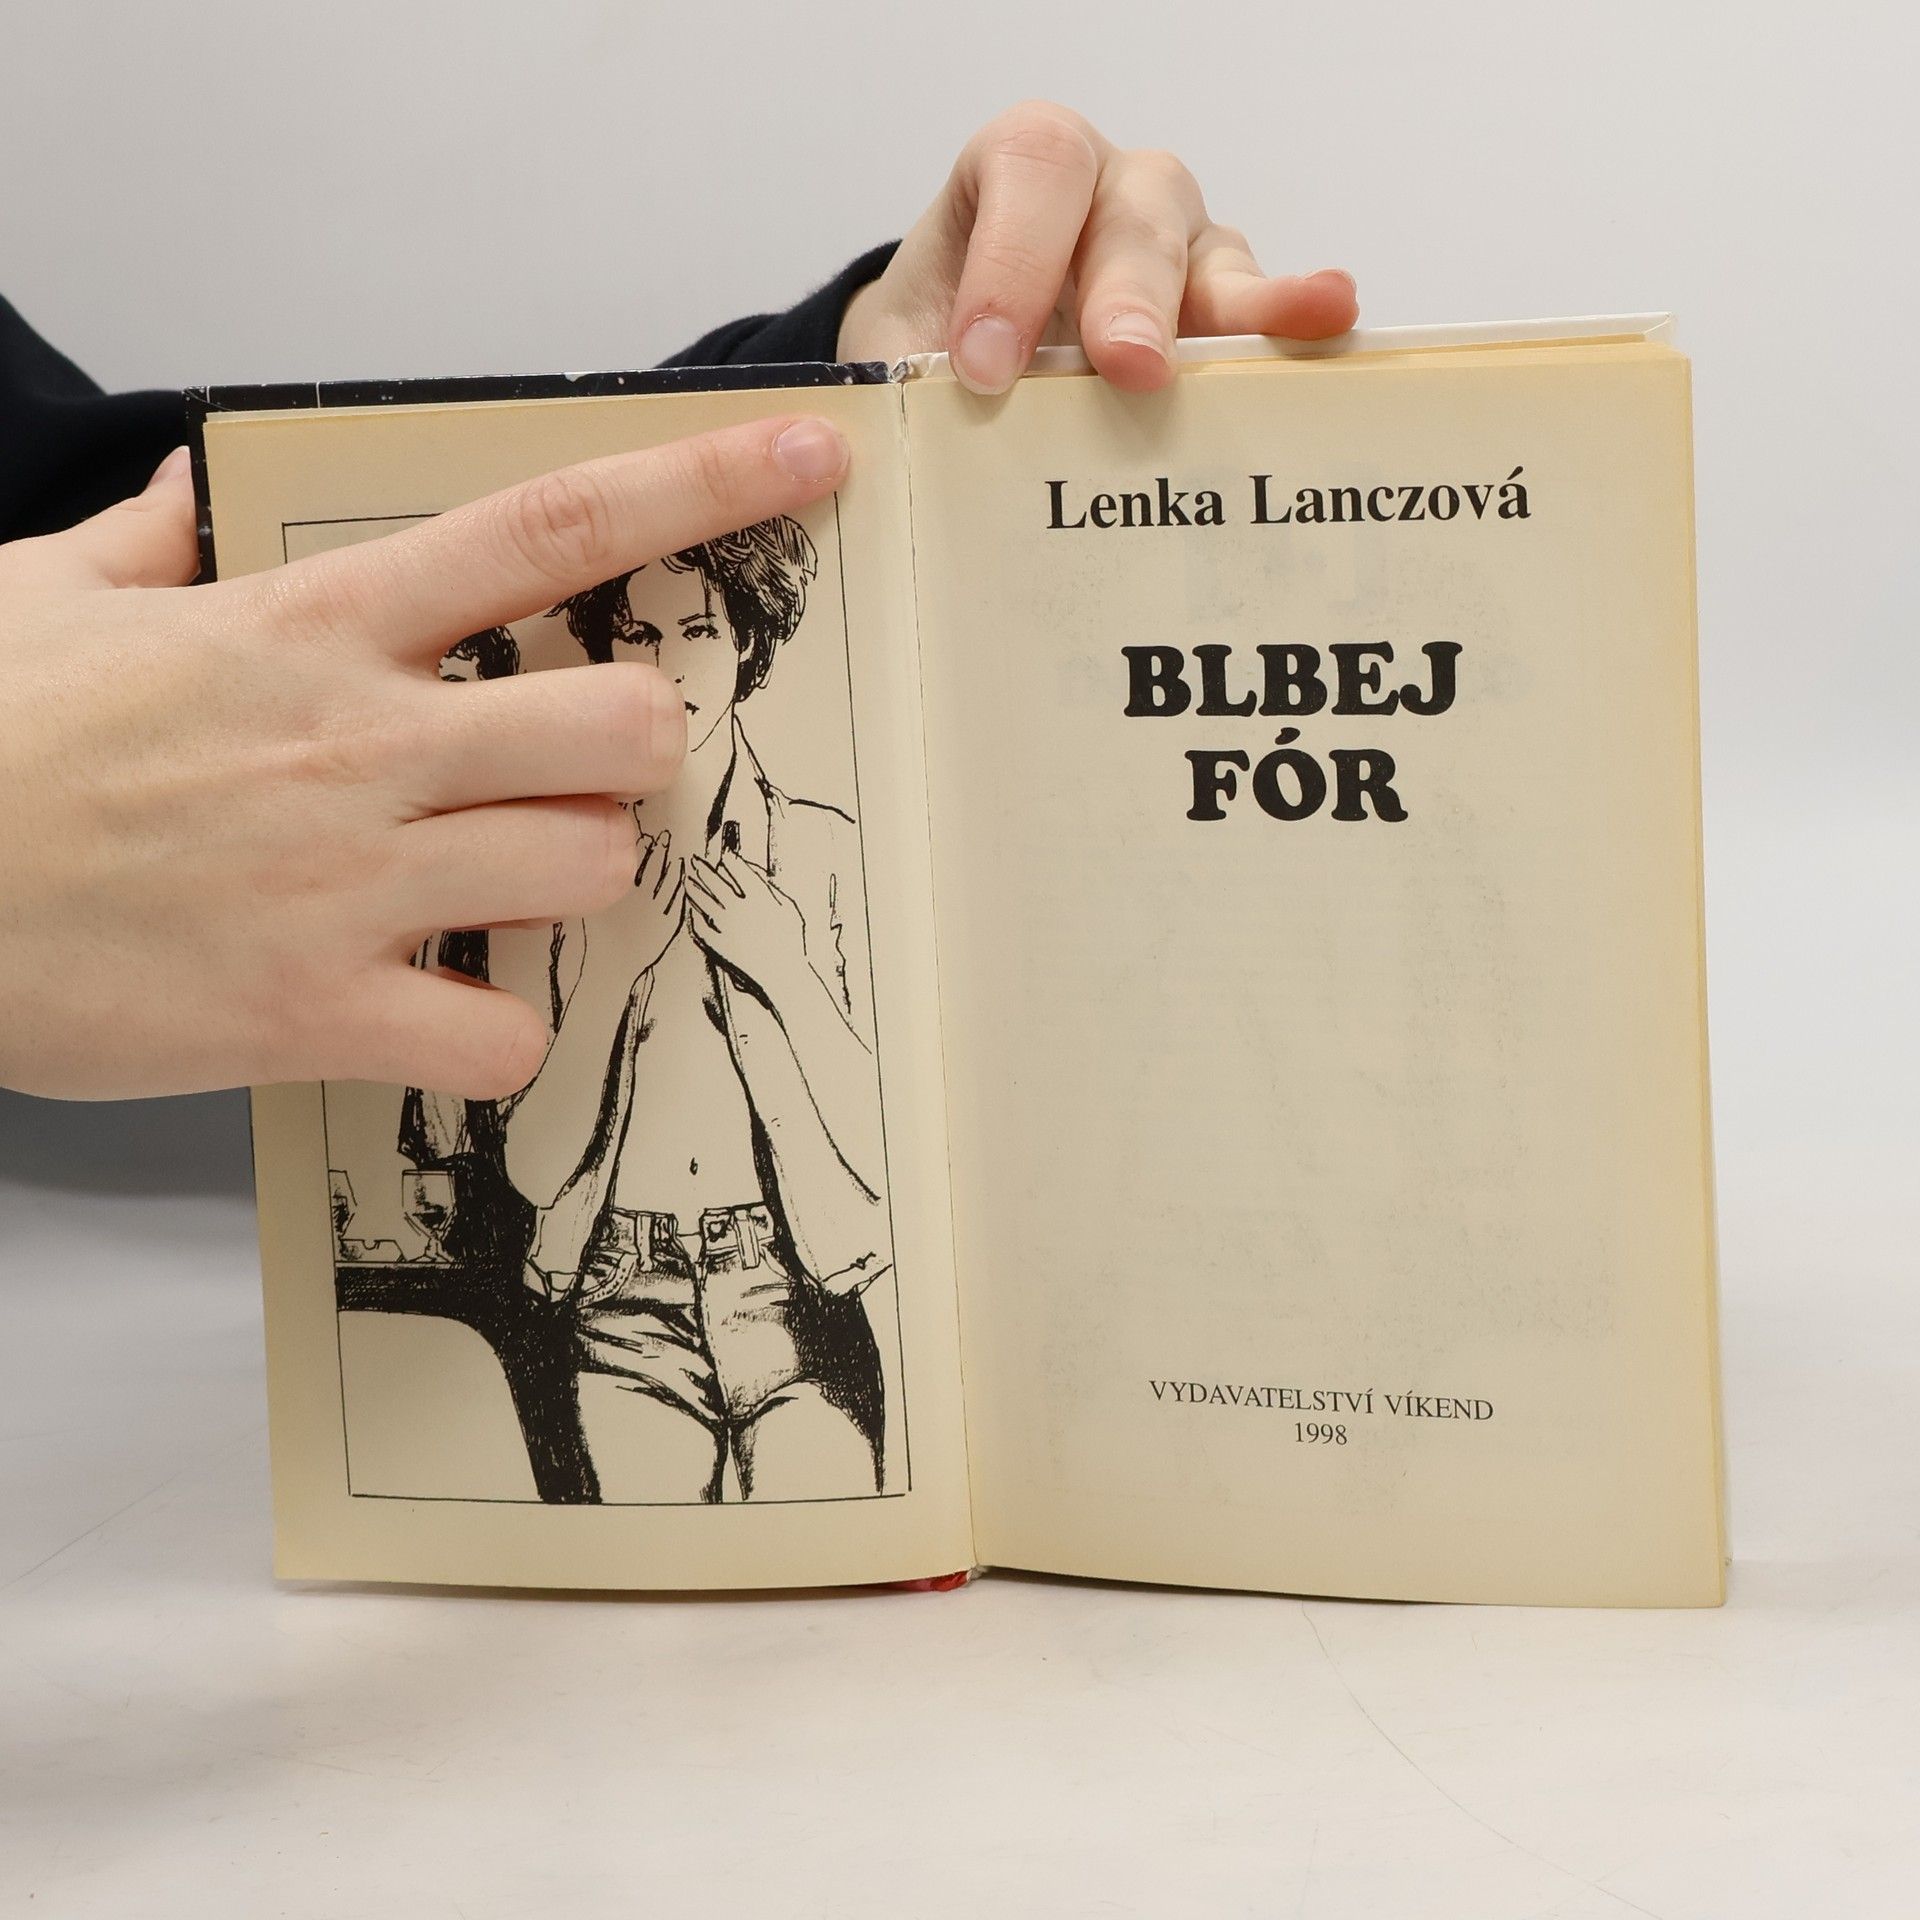 Lenka Lanczová
BLBEJ
FÓR
VYDAVATELSTVÍ VÍKEND
1998